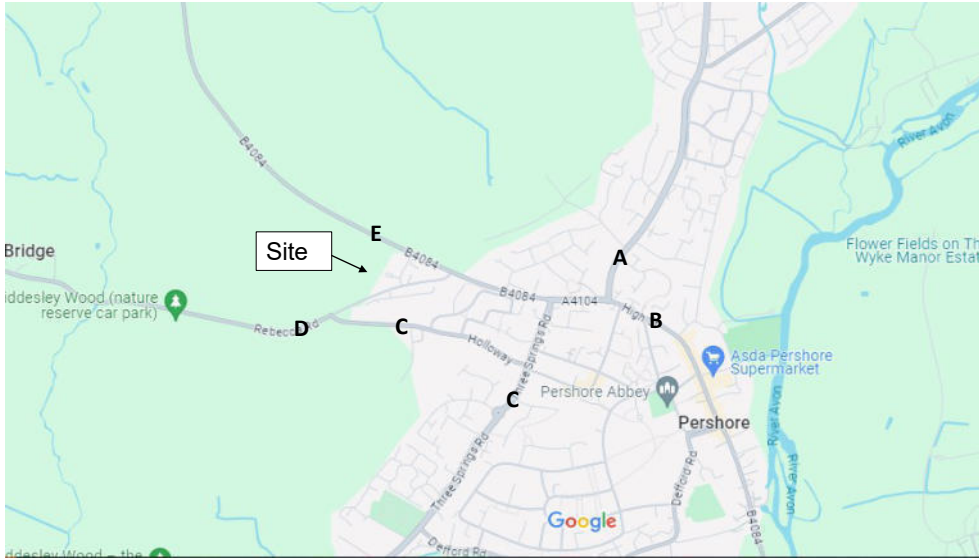 River Avon
B4084
E
A
Flower Fields on Th
Wyke Manor Estat
Site
Bridge
B4084
B4084
A4104
iddesley Wood (nature
reserve car park)
Rebecca Rd
D
C
High
B
Holloway
Three Springs Rd
Asda Pershore
Supermarket
Pershore Abbey
C
Pershore
River Avon
River Avon
Three Springs Rd
Defford Rd
B4084
Google
Defford Rd
ddesley Wood – the